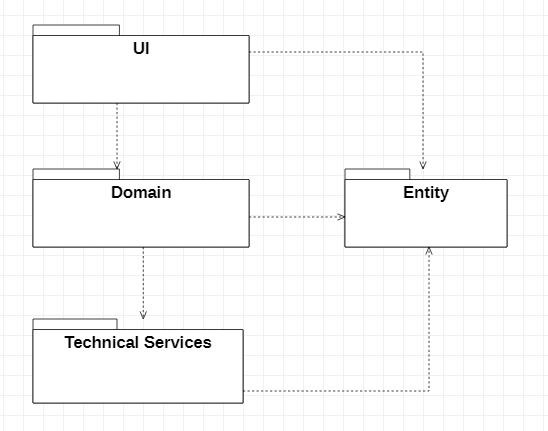 UI
Domain
Entity
Technical Services